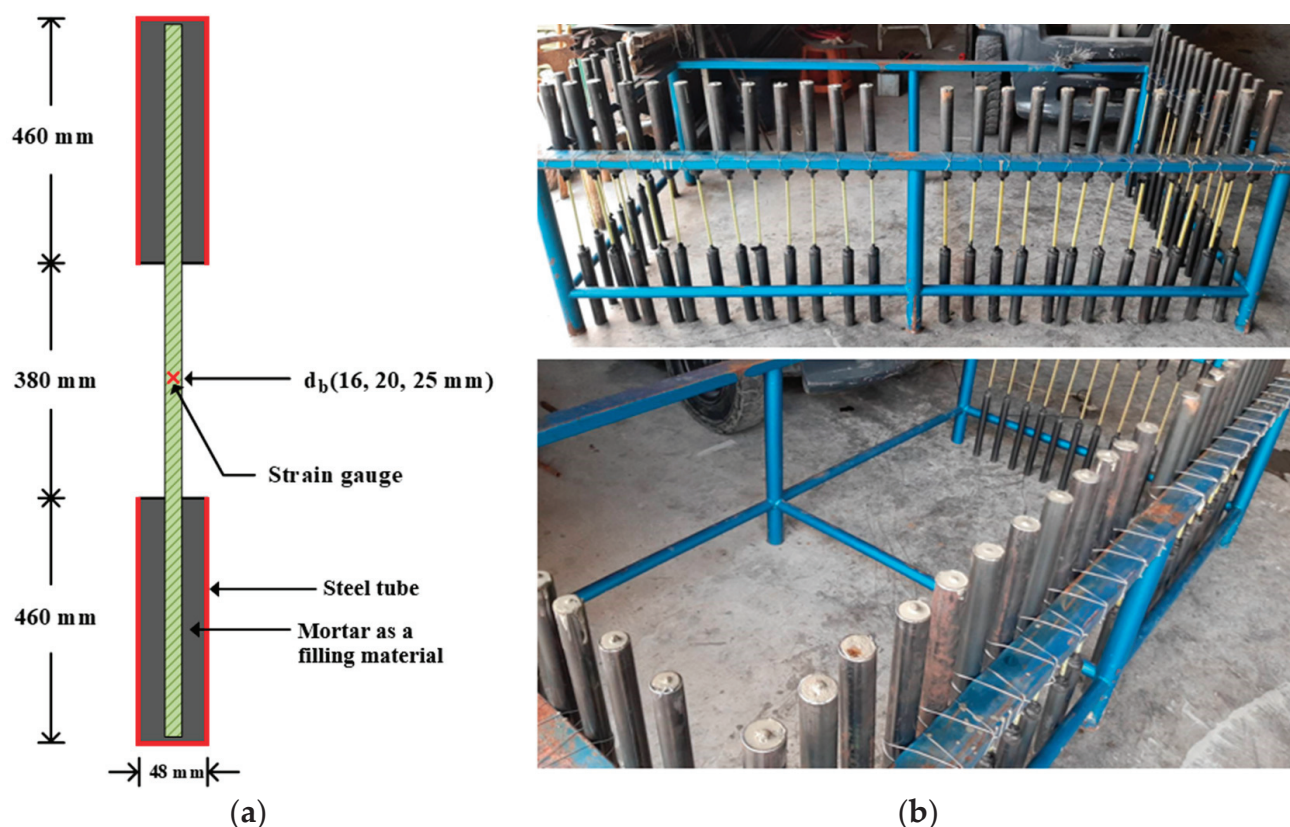 460 mm
380 mm
d_b(16, 20, 25 mm)
Strain gauge
460 mm
Steel tube
Mortar as a
filling material
48 mm
(a)
(b)